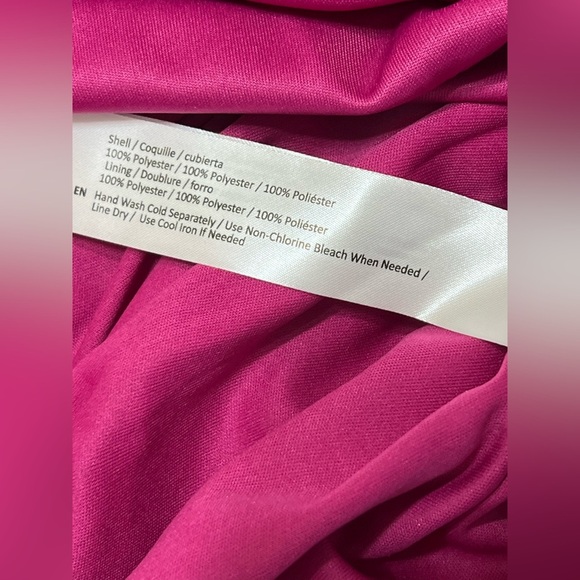 Shell / Coquille / cubierta
100% Polyester / 100% Polyester / 100% Poliéster
Lining / Doublure / forro
100% Polyester / 100% Polyester / 100% Poliéster
EN Hand Wash Cold Separately / Use Non-Chlorine Bleach When Needed /
Line Dry / Use Cool Iron If Needed